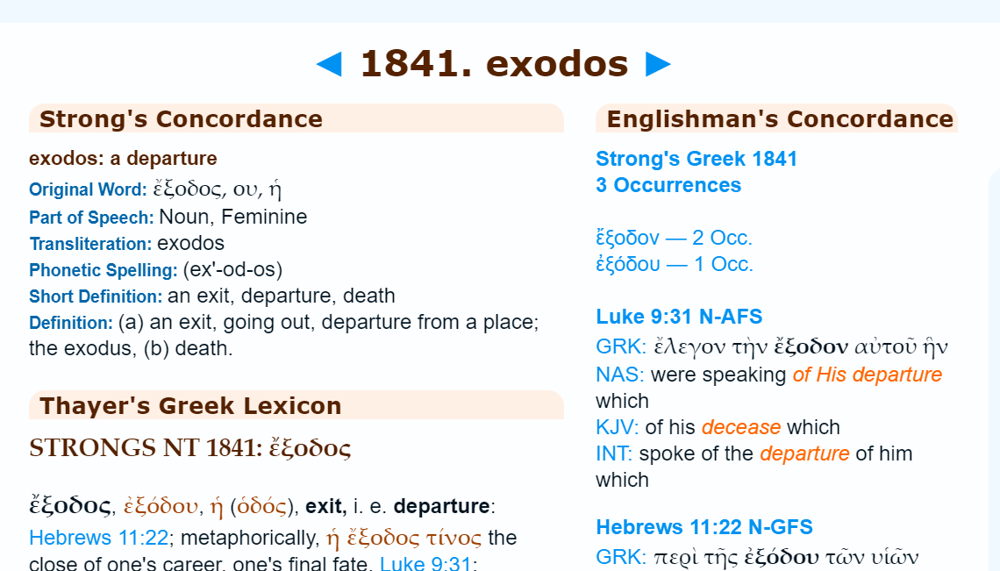 1841. exodos
Strong's Concordance
exodos: a departure
Original Word: ἔξοδος, ου, ἡ
Part of Speech: Noun, Feminine
Transliteration: exodos
Phonetic Spelling: (ex'-od-os)
Short Definition: an exit, departure, death
Definition: (a) an exit, going out, departure from a place;
the exodus, (b) death.
Thayer's Greek Lexicon
STRONGS NT 1841: ἔξοδος
ἔξοδος, ἐξόδου, ἡ (ὁδός), exit, i. e. departure:
Hebrews 11:22; metaphorically, ἡ ἔξοδος τίνος the
close of one's career, one's final fate, Luke 9:31;
Englishman's Concordance
Strong's Greek 1841
3 Occurrences
ἔξοδον — 2 Occ.
ἐξόδου — 1 Occ.
Luke 9:31 N-AFS
GRK: ἔλεγον τὴν ἔξοδον αὐτοῦ ἣν
NAS: were speaking of His departure
which
KJV: of his decease which
INT: spoke of the departure of him
which
Hebrews 11:22 N-GFS
GRK: περὶ τῆς ἐξόδου τῶν υἱῶν